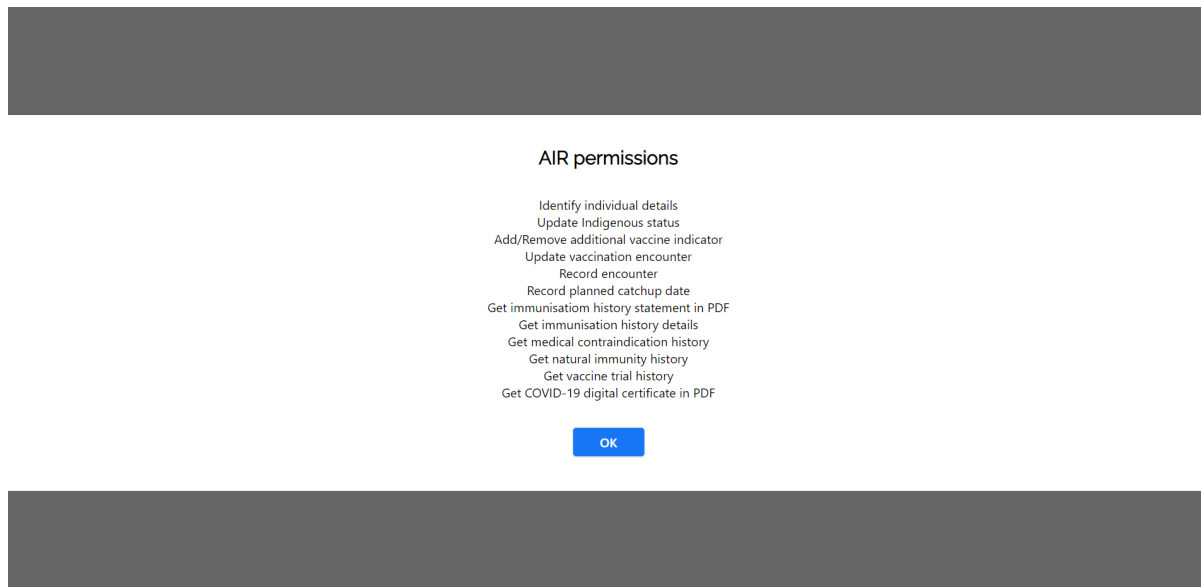 AIR permissions
Identify individual details
Update Indigenous status
Add/Remove additional vaccine indicator
Update vaccination encounter
Record encounter
Record planned catchup date
Get immunisatiom history statement in PDF
Get immunisation history details
Get medical contraindication history
Get natural immunity history
Get vaccine trial history
Get COVID-19 digital certificate in PDF
OK